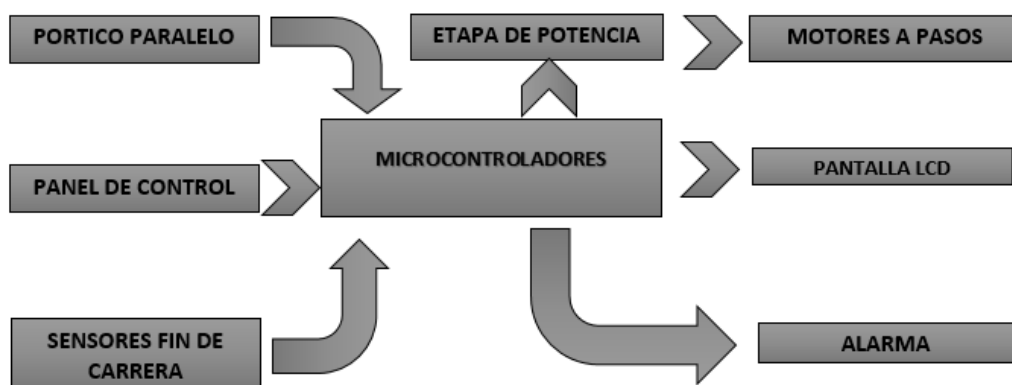 PORTICO PARALELO
ETAPA DE POTENCIA
MOTORES A PASOS
MICROCONTROLADORES
PANEL DE CONTROL
PANTALLA LCD
SENSORES FIN DE
CARRERA
ALARMA